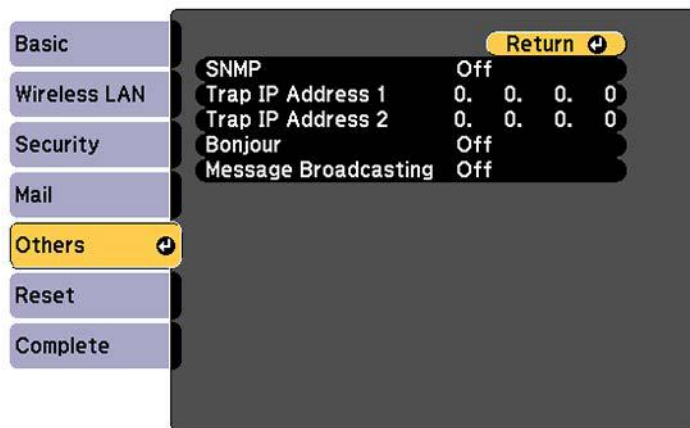 Basic
Wireless LAN
Security
Mail
Others
Reset
Complete
Return
SNMP Off
Trap IP Address 1 0. 0. 0. 0
Trap IP Address 2 0. 0. 0. 0
Bonjour Off
Message Broadcasting Off